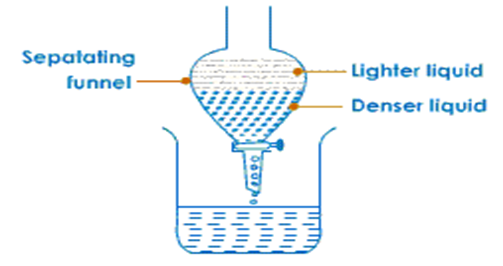 Sepatating
funnel
Lighter liquid
Denser liquid